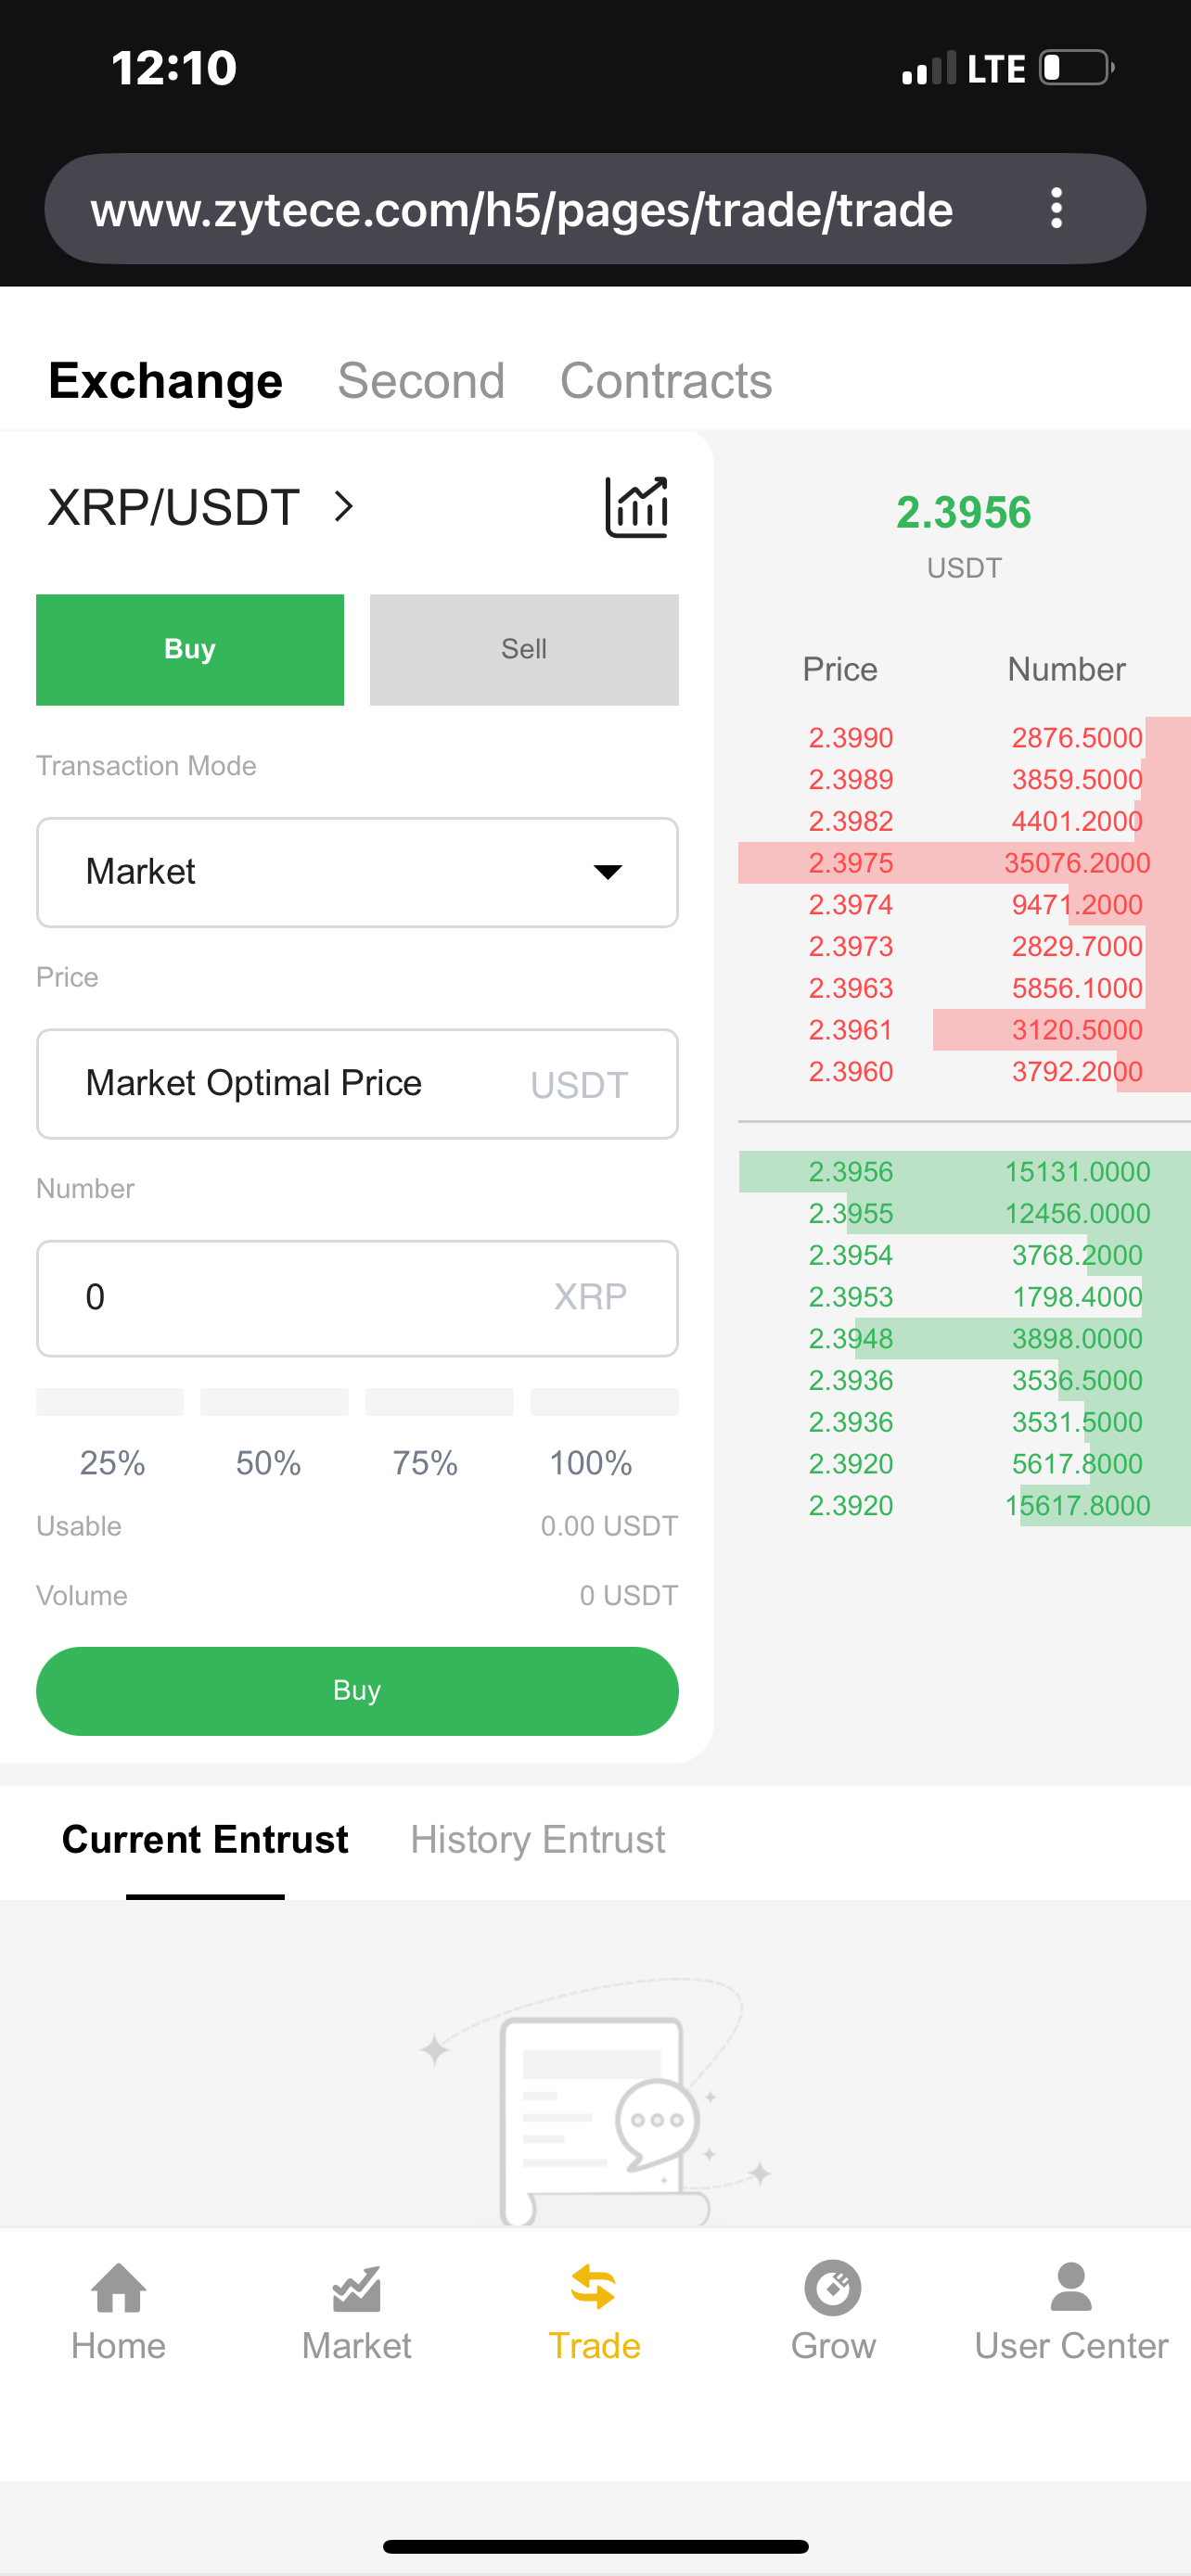 12:10
LTE
www.zytece.com/h5/pages/trade/trade
Exchange Second Contracts
XRP/USDT >
Buy Sell
Transaction Mode
Market
Price
Market Optimal Price USDT
Number
0 XRP
25% 50% 75% 100%
Usable 0.00 USDT
Volume 0 USDT
Buy
2.3956
USDT
Price Number
2.3990 2876.5000
2.3989 3859.5000
2.3982 4401.2000
2.3975 35076.2000
2.3974 9471.2000
2.3973 2829.7000
2.3963 5856.1000
2.3961 3120.5000
2.3960 3792.2000
2.3956 15131.0000
2.3955 12456.0000
2.3954 3768.2000
2.3953 1798.4000
2.3948 3898.0000
2.3936 3536.5000
2.3936 3531.5000
2.3920 5617.8000
2.3920 15617.8000
Current Entrust History Entrust
Home Market Trade Grow User Center